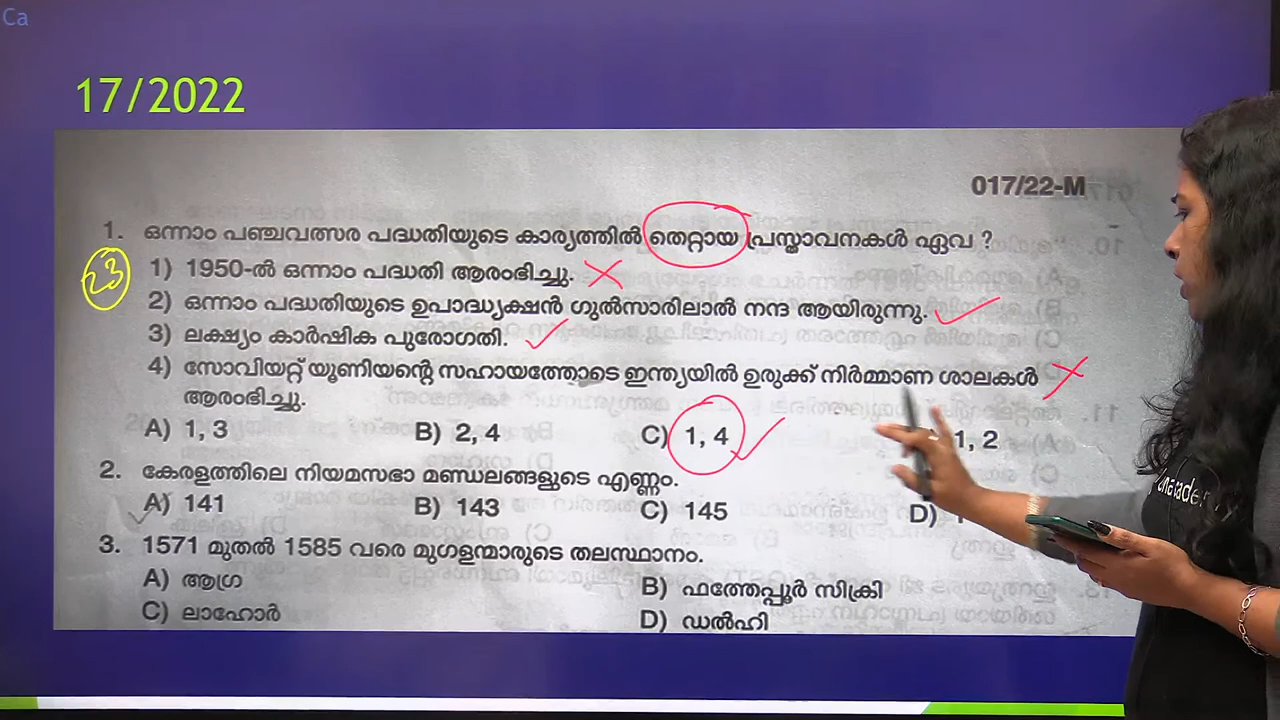 Ca
17/2022
017/22-M
1. ഒന്നാം പഞ്ചവത്സര പദ്ധതിയുടെ കാര്യത്തിൽ തെറ്റായ പ്രസ്താവനകൾ ഏവ ?
23
1) 1950-ൽ ഒന്നാം പദ്ധതി ആരംഭിച്ചു.
2) ഒന്നാം പദ്ധതിയുടെ ഉപാദ്ധ്യക്ഷൻ ഗുൽസാരിലാൽ നന്ദ ആയിരുന്നു.
3) ലക്ഷ്യം കാർഷിക പുരോഗതി.
4) സോവിയറ്റ് യൂണിയന്റെ സഹായത്തോടെ ഇന്ത്യയിൽ ഉരുക്ക് നിർമ്മാണ ശാലകൾ
ആരംഭിച്ചു.
A) 1, 3 B) 2, 4 C) 1, 4 1, 2
2. കേരളത്തിലെ നിയമസഭാ മണ്ഡലങ്ങളുടെ എണ്ണം.
A) 141 B) 143 C) 145 D)
3. 1571 മുതൽ 1585 വരെ മുഗളന്മാരുടെ തലസ്ഥാനം.
A) ആഗ്ര B) ഫത്തേപ്പൂർ സിക്രി
C) ലാഹോർ D) ഡൽഹി